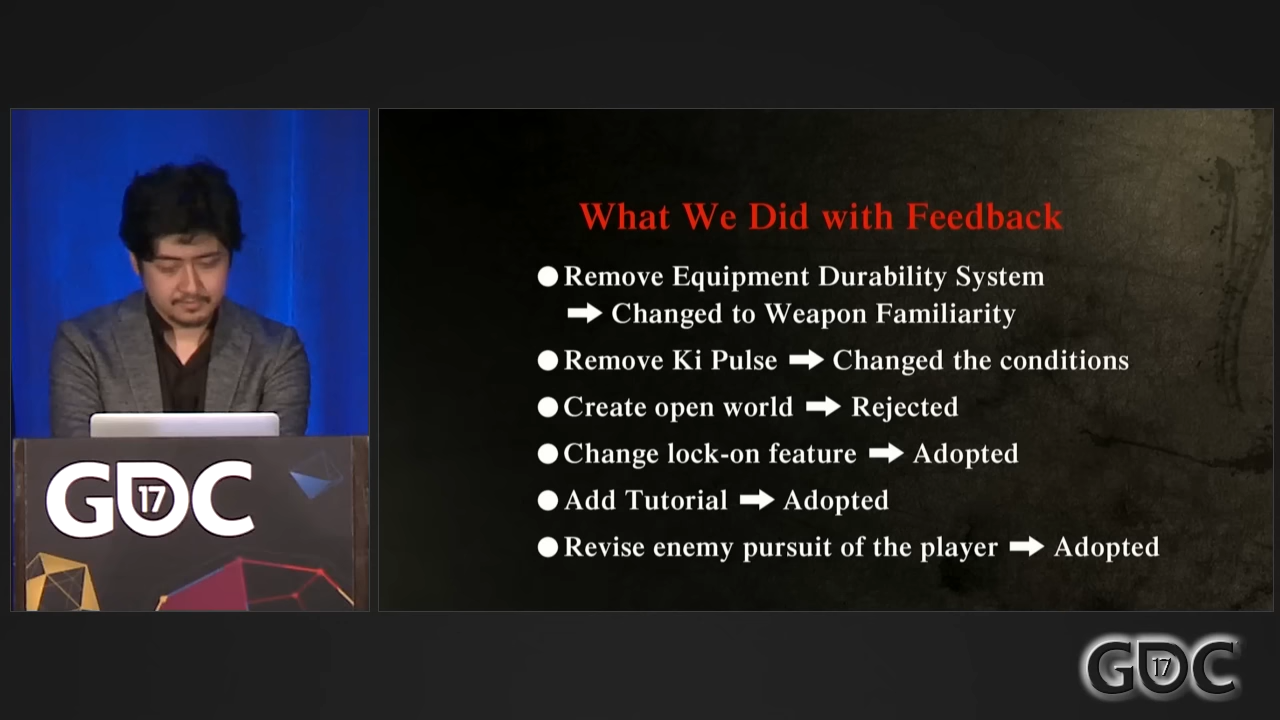 What We Did with Feedback
●Remove Equipment Durability System
➡ Changed to Weapon Familiarity
●Remove Ki Pulse ➡ Changed the conditions
●Create open world ➡ Rejected
●Change lock-on feature ➡ Adopted
●Add Tutorial ➡ Adopted
●Revise enemy pursuit of the player ➡ Adopted
GDC 17
GDC 17